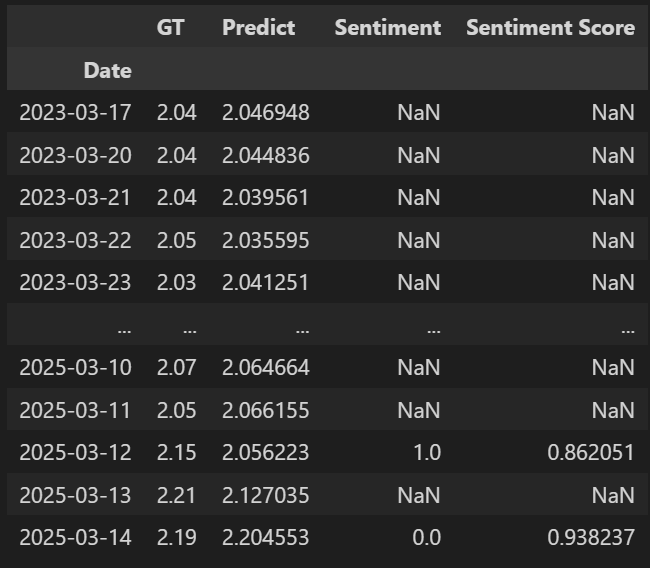 GT Predict Sentiment Sentiment Score
Date
2023-03-17 2.04 2.046948 NaN NaN
2023-03-20 2.04 2.044836 NaN NaN
2023-03-21 2.04 2.039561 NaN NaN
2023-03-22 2.05 2.035595 NaN NaN
2023-03-23 2.03 2.041251 NaN NaN
... ... ... ... ...
2025-03-10 2.07 2.064664 NaN NaN
2025-03-11 2.05 2.066155 NaN NaN
2025-03-12 2.15 2.056223 1.0 0.862051
2025-03-13 2.21 2.127035 NaN NaN
2025-03-14 2.19 2.204553 0.0 0.938237